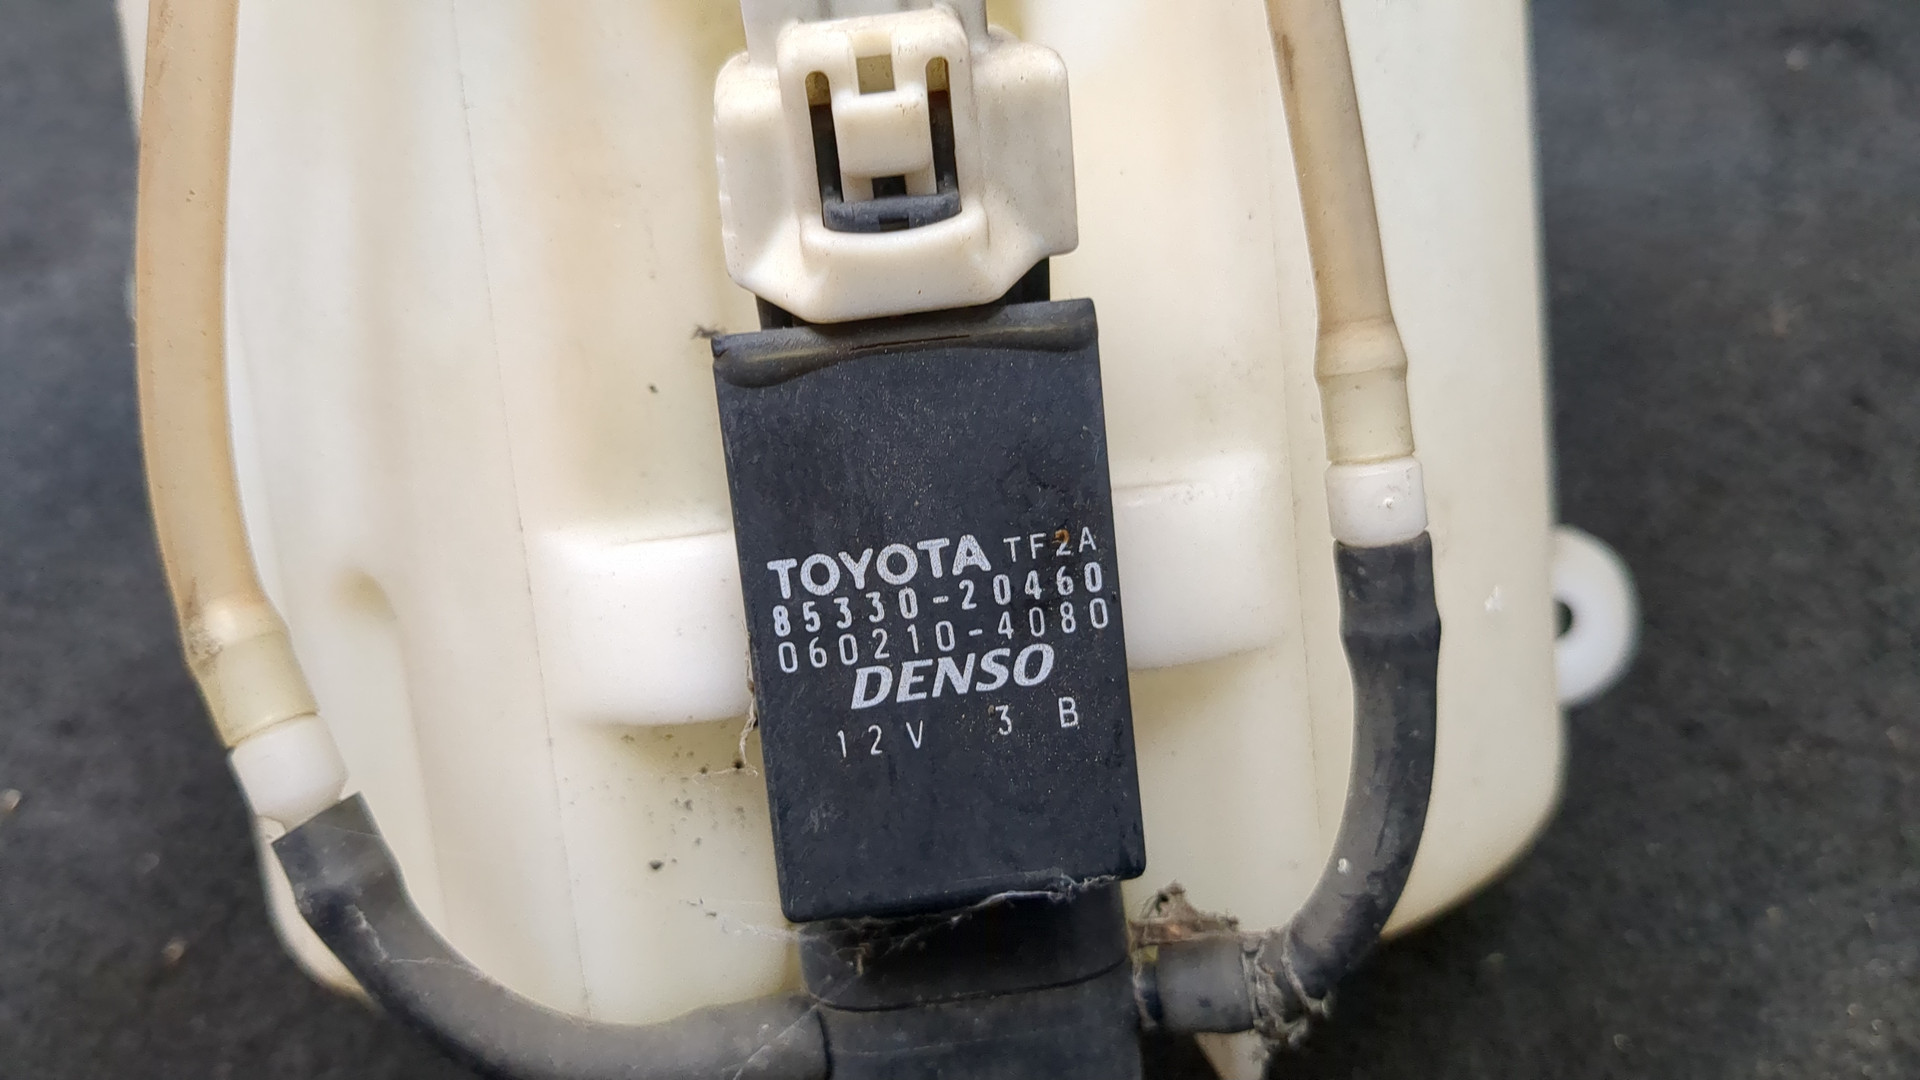 TOYOTA TF2A
85330-20460
060210-4080
DENSO
12V 3 B